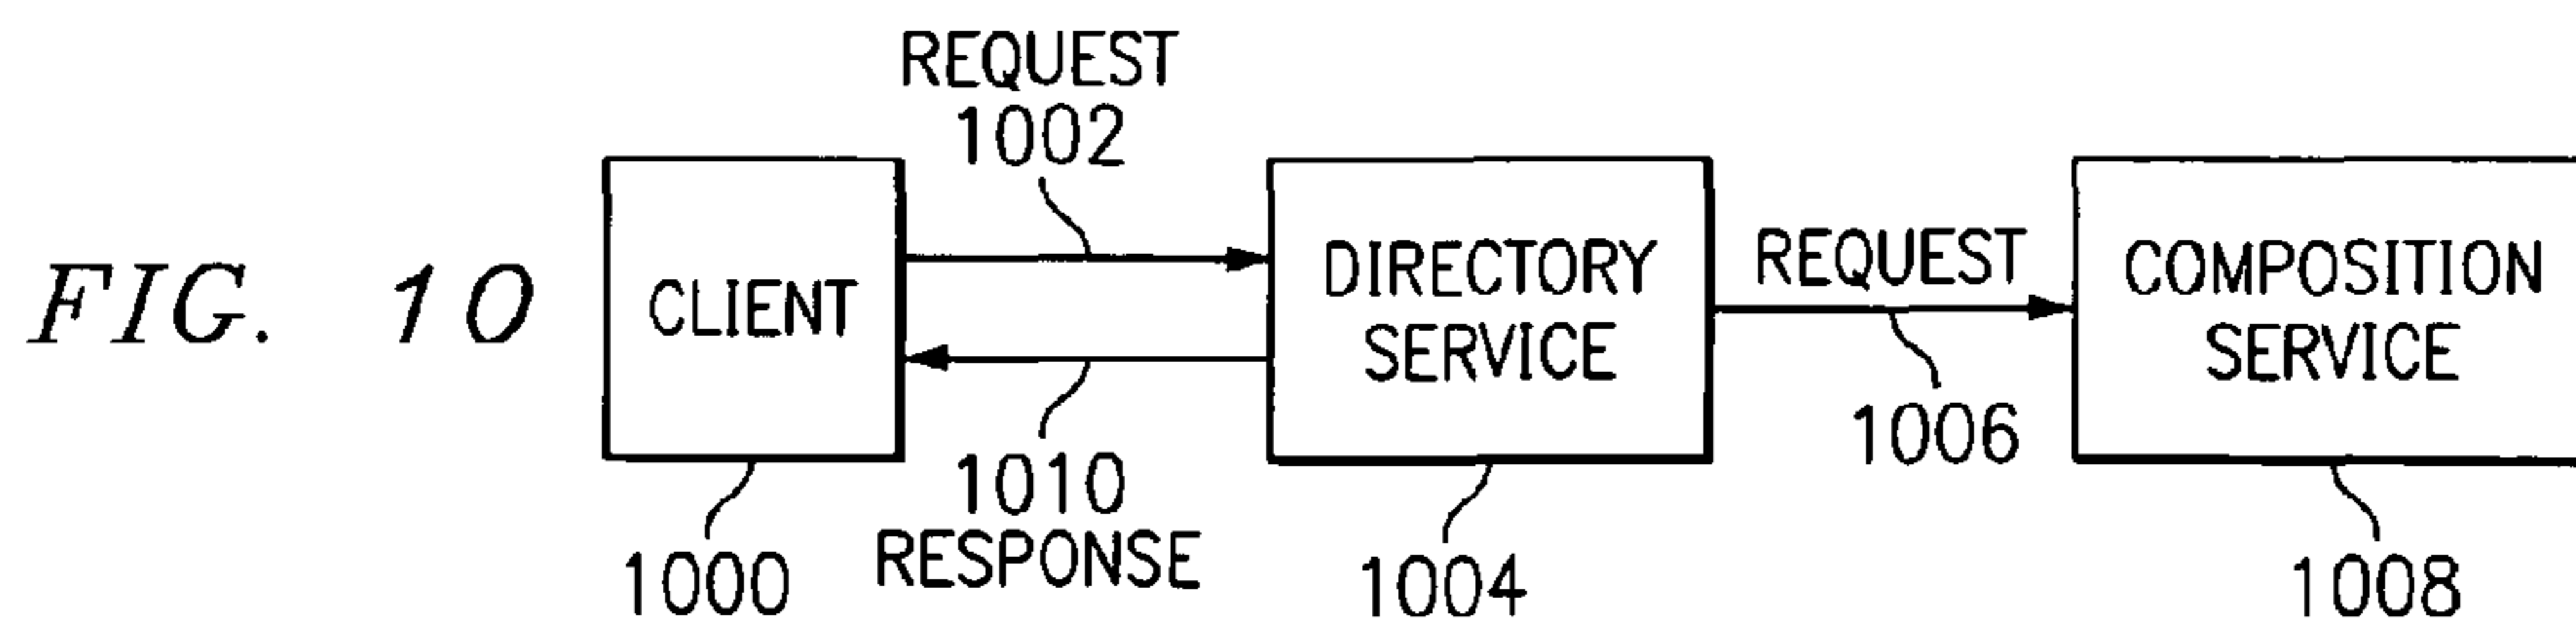 FIG. 10
REQUEST
1002
CLIENT
1000
1010
RESPONSE
DIRECTORY
SERVICE
1004
REQUEST
1006
COMPOSITION
SERVICE
1008